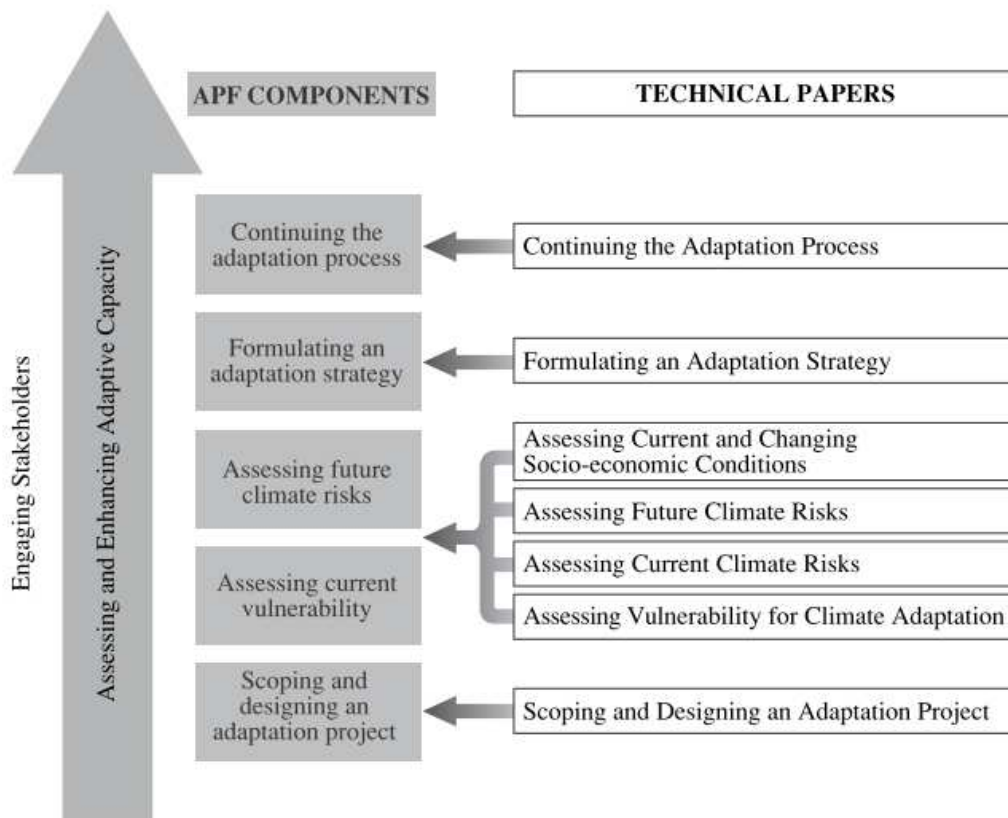 Engaging Stakeholders
Assessing and Enhancing Adaptive Capacity
APF COMPONENTS
TECHNICAL PAPERS
Continuing the
adaptation process
Continuing the Adaptation Process
Formulating an
adaptation strategy
Formulating an Adaptation Strategy
Assessing future
climate risks
Assessing current
vulnerability
Assessing Current and Changing
Socio-economic Conditions
Assessing Future Climate Risks
Assessing Current Climate Risks
Assessing Vulnerability for Climate Adaptation
Scoping and
designing an
adaptation project
Scoping and Designing an Adaptation Project